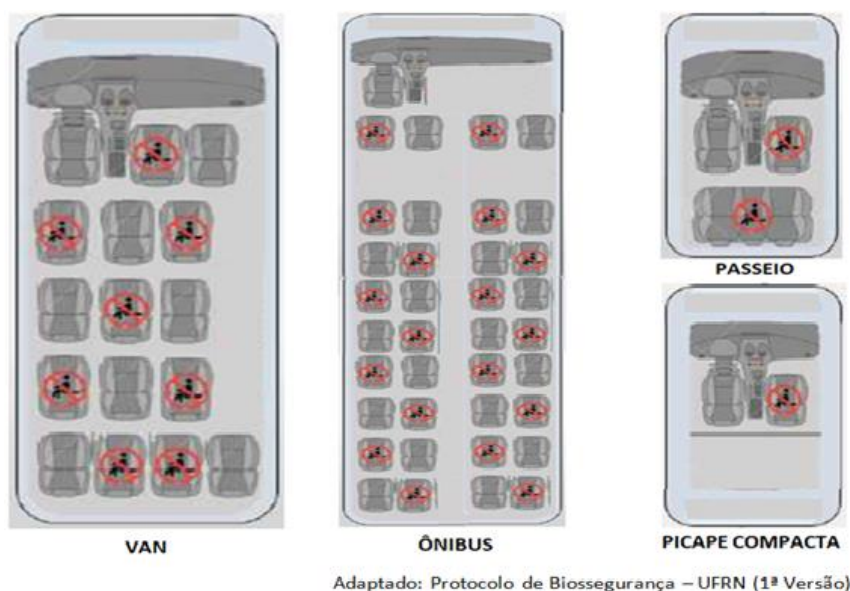 PASSEIO
VAN
ÔNIBUS
PICAPE COMPACTA
Adaptado: Protocolo de Biossegurança – UFRN (1ª Versão)